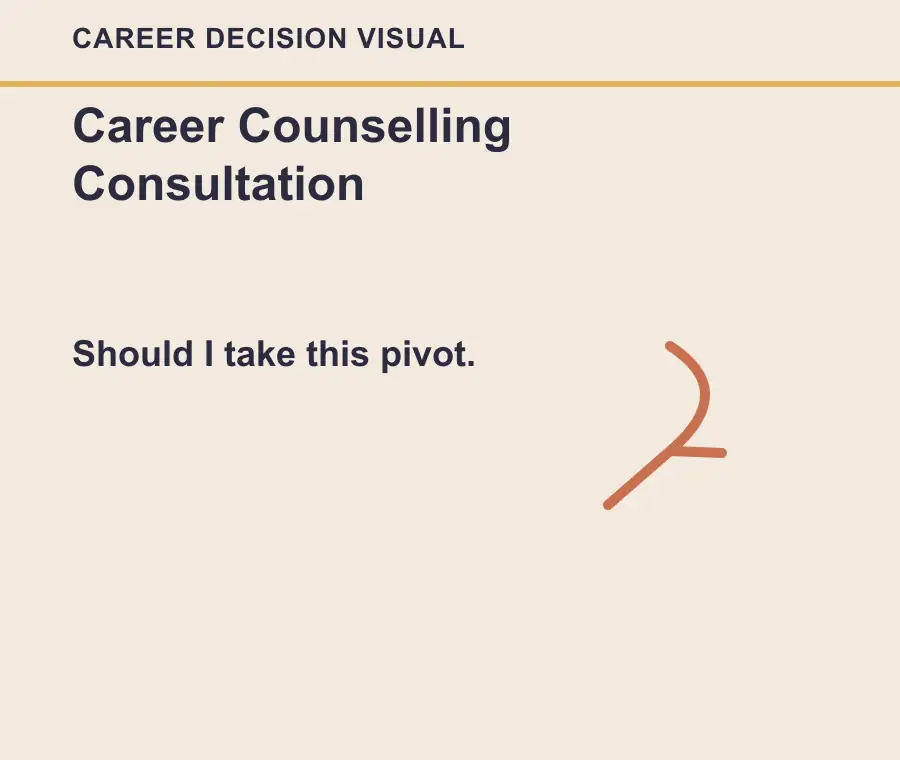 CAREER DECISION VISUAL
Career Counselling
Consultation
Should I take this pivot.